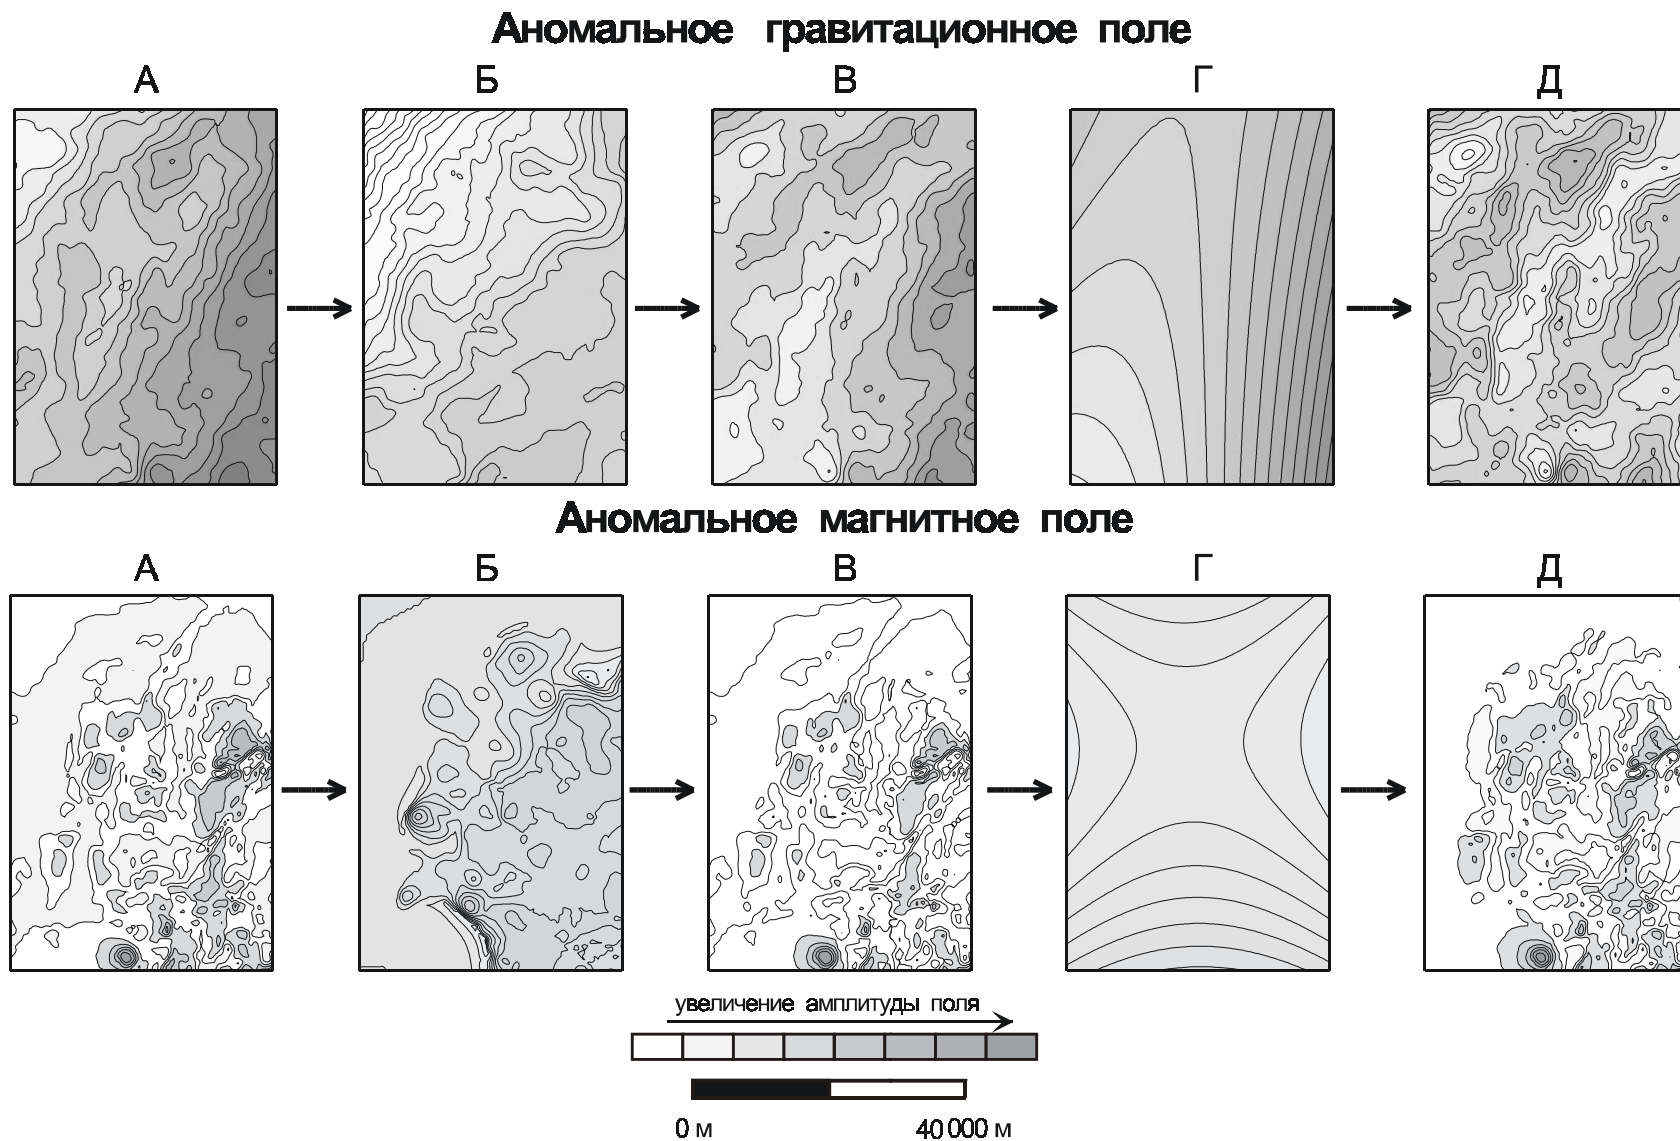 Аномальное гравитационное поле
А Б В Г Д
Аномальное магнитное поле
А Б В Г Д
увеличение амплитуды поля
0 м 40 000 м